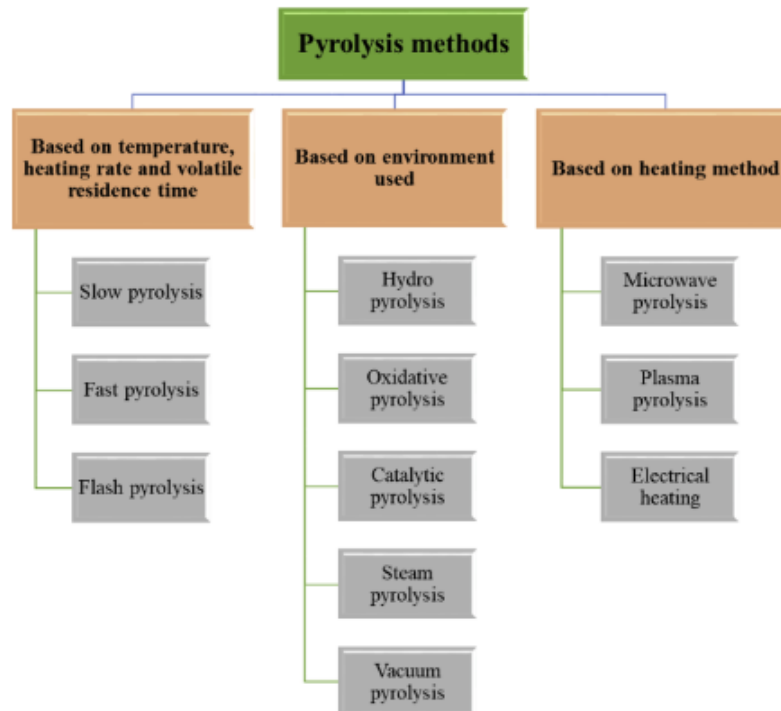 Pyrolysis methods
Based on temperature,
heating rate and volatile
residence time
Slow pyrolysis
Fast pyrolysis
Flash pyrolysis
Based on environment
used
Hydro
pyrolysis
Oxidative
pyrolysis
Catalytic
pyrolysis
Steam
pyrolysis
Vacuum
pyrolysis
Based on heating method
Microwave
pyrolysis
Plasma
pyrolysis
Electrical
heating